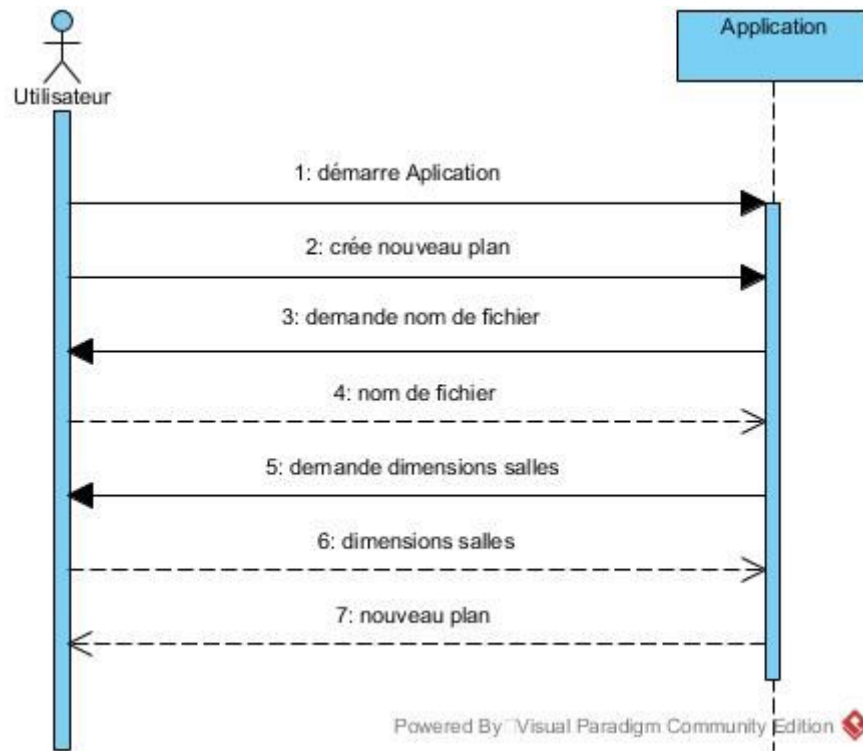 Application
Utilisateur
1: démarre Aplication
2: crée nouveau plan
3: demande nom de fichier
4: nom de fichier
5: demande dimensions salles
6: dimensions salles
7: nouveau plan
Powered By Visual Paradigm Community Edition